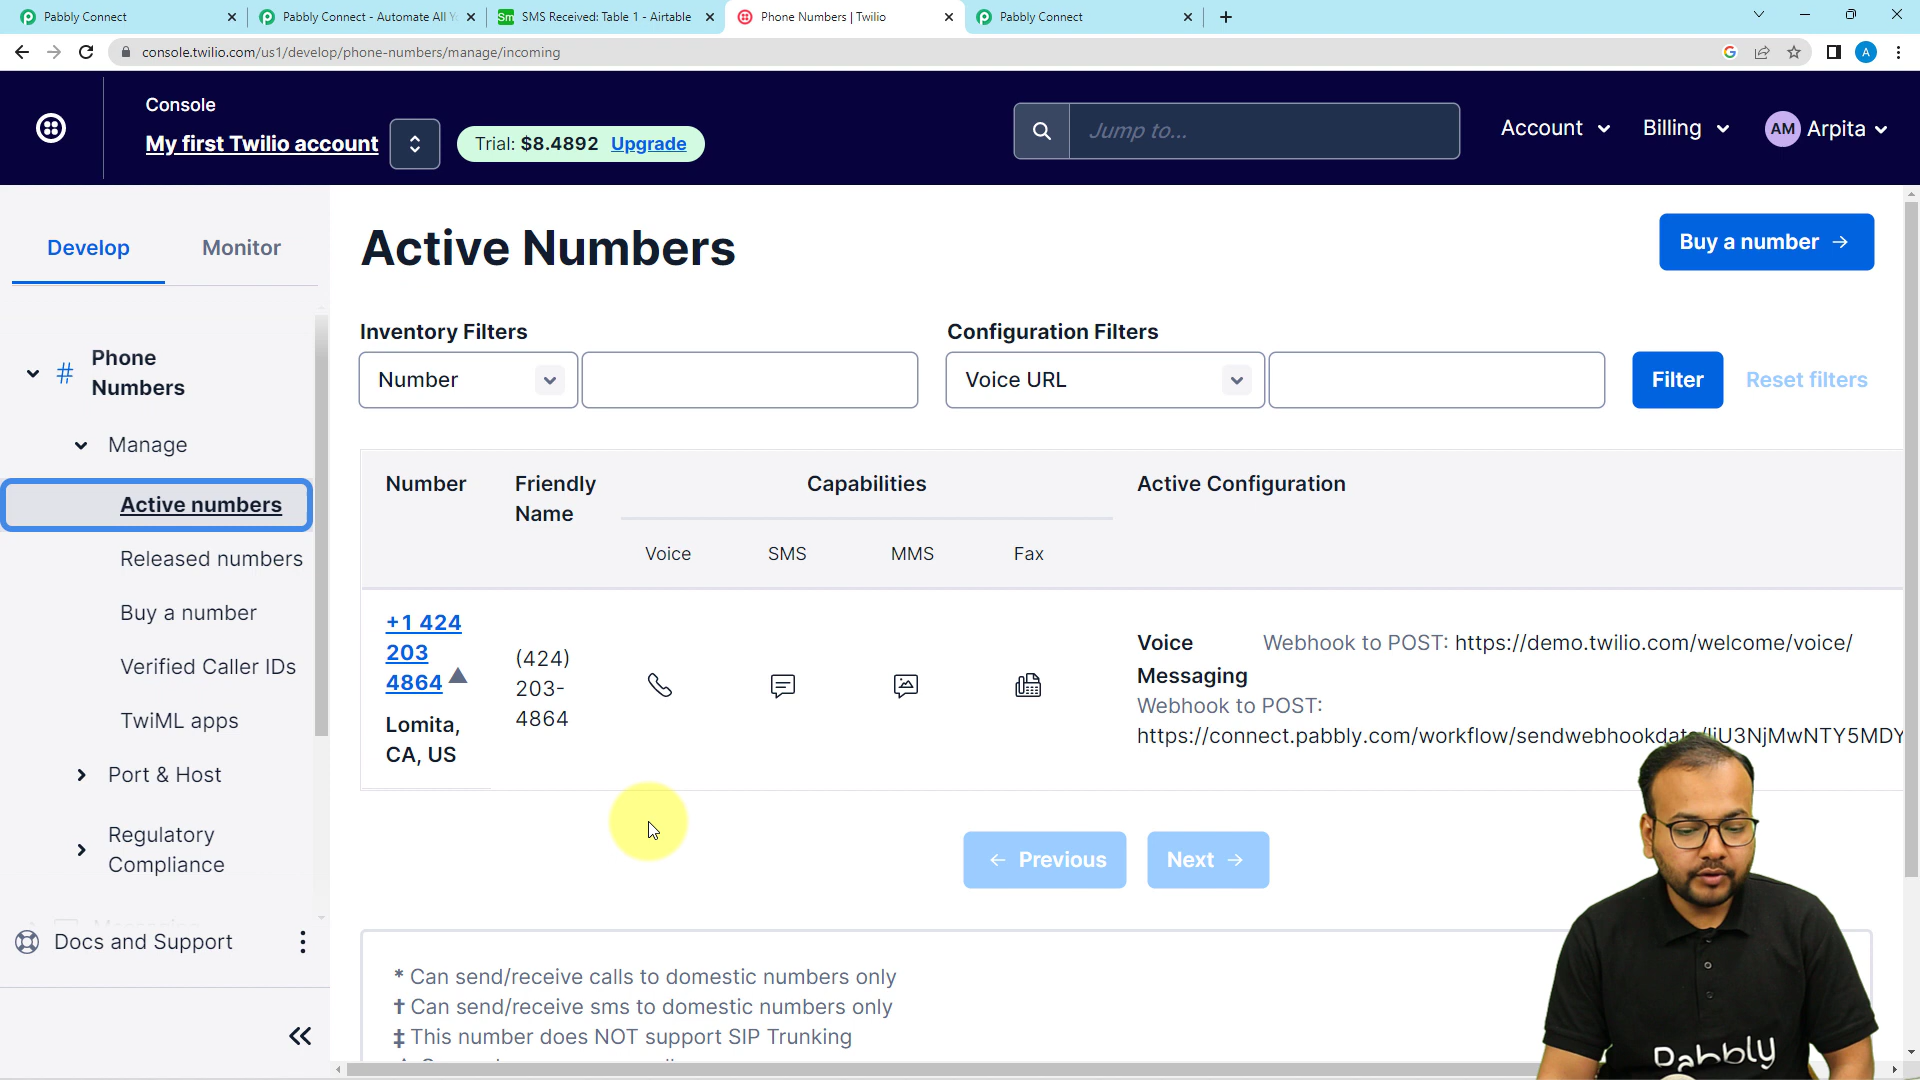 Pabbly Connect
Pabbly Connect - Automate All Y
SMS Received: Table 1 - Airtable
Phone Numbers | Twilio
Pabbly Connect
console.twilio.com/us1/develop/phone-numbers/manage/incoming
A
Console
My first Twilio account
Trial: $8.4892 Upgrade
Jump to...
Account
Billing
AM Arpita
Develop
Monitor
Phone
Numbers
Manage
Active numbers
Released numbers
Buy a number
Verified Caller IDs
TwiML apps
Port & Host
Regulatory
Compliance
Docs and Support
Active Numbers
Buy a number
Inventory Filters
Configuration Filters
Number
Voice URL
Filter
Reset filters
Number
Friendly
Name
Capabilities
Active Configuration
Voice
SMS
MMS
Fax
+1 424
203
4864
Lomita,
CA, US
(424)
203-
4864
Voice Webhook to POST: https://demo.twilio.com/welcome/voice/
Messaging
Webhook to POST:
https://connect.pabbly.com/workflow/sendwebhookdata/IjU3NjMwNTY5MDY
Previous
Next
* Can send/receive calls to domestic numbers only
† Can send/receive sms to domestic numbers only
‡ This number does NOT support SIP Trunking
Pabbly